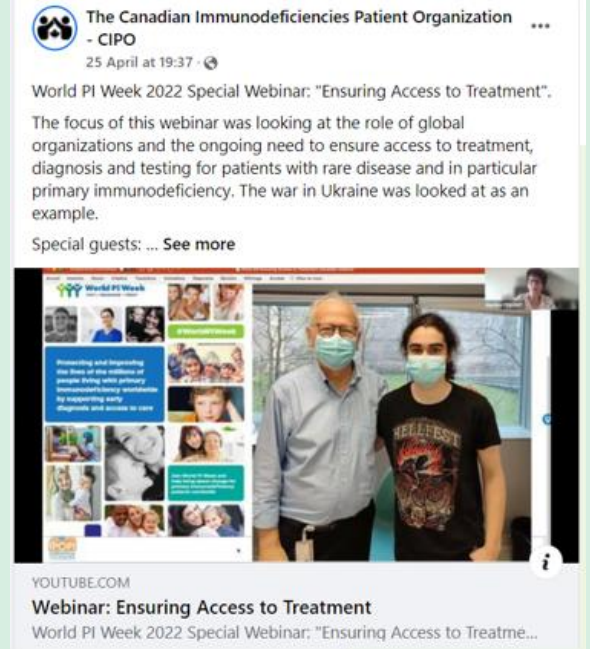 The Canadian Immunodeficiencies Patient Organization
- CIPO
25 April at 19:37 ·
World PI Week 2022 Special Webinar: "Ensuring Access to Treatment".
The focus of this webinar was looking at the role of global
organizations and the ongoing need to ensure access to treatment,
diagnosis and testing for patients with rare disease and in particular
primary immunodeficiency. The war in Ukraine was looked at as an
example.
Special guests: ... See more
World PI Week
#WorldPIWeek
Protecting and improving
the lives of the millions of
people living with primary
immunodeficiency worldwide
by supporting early
diagnosis and access to care
HELLFEST
i
YOUTUBE.COM
Webinar: Ensuring Access to Treatment
World PI Week 2022 Special Webinar: "Ensuring Access to Treatme...